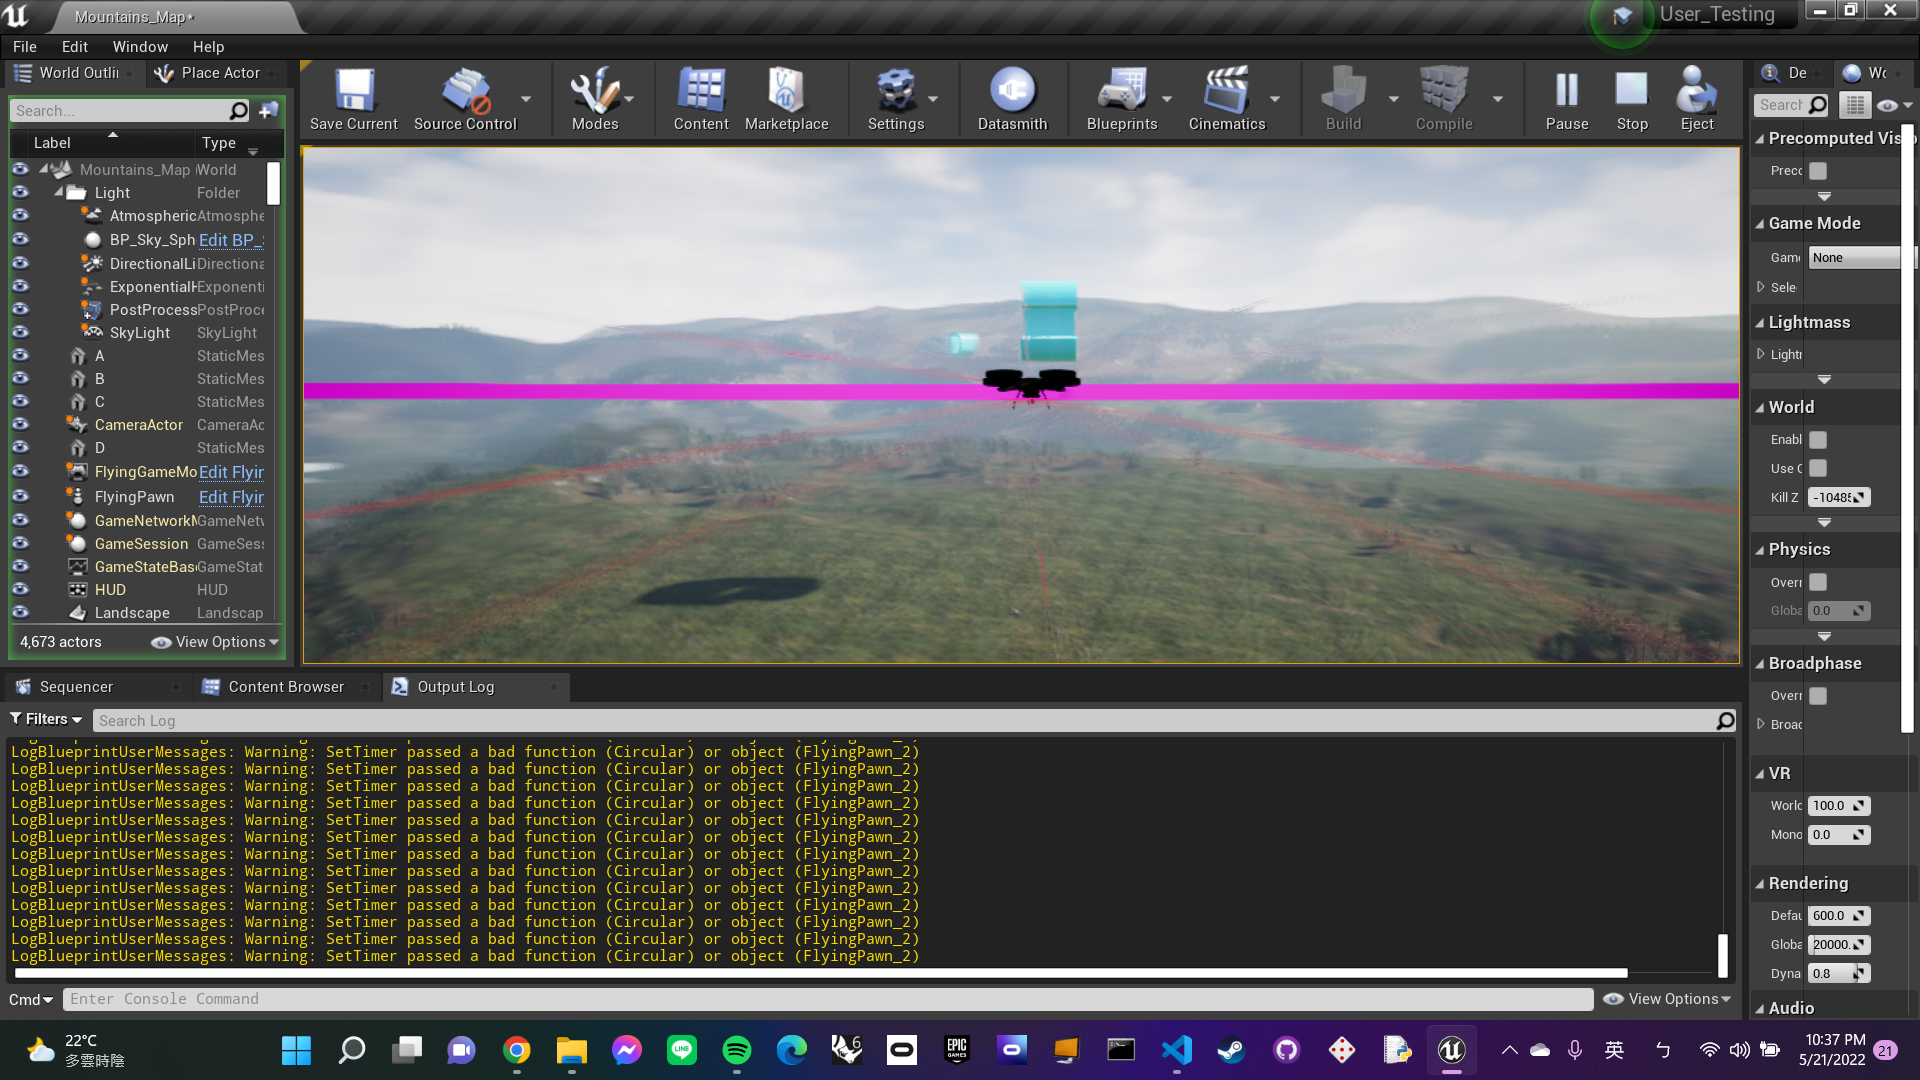 Mountains_Map*
User_Testing
File Edit Window Help
World Outli
Place Actor
Search...
Label Type
Mountains_Map World
Light Folder
Atmospheric Atmosphe
BP_Sky_Sph Edit BP_
DirectionalLi Directiona
Exponentiall Exponenti
PostProcess PostProce
SkyLight SkyLight
A StaticMes
B StaticMes
C StaticMes
CameraActor CameraAc
D StaticMes
FlyingGameMo Edit Flyir
FlyingPawn Edit Flyir
GameNetwork GameNetv
GameSession GameSes
GameStateBas GameStat
HUD HUD
Landscape Landscap
4,673 actors View Options
Save Current Source Control Modes Content Marketplace Settings Datasmith Blueprints Cinematics Build Compile Pause Stop Eject
De
Search
Precomputed Vis
Prec
Game Mode
Game None
Sele
Lightmass
Light
World
Enabl
Use
Kill Z -1048
Physics
Overr
Globa 0.0
Broadphase
Overr
Broad
VR
World 100.0
Mono 0.0
Rendering
Defau 600.0
Globa 20000.
Dyna 0.8
Audio
Sequencer Content Browser Output Log
Filters Search Log
LogBlueprintUserMessages: Warning: SetTimer passed a bad function (Circular) or object (FlyingPawn_2)
LogBlueprintUserMessages: Warning: SetTimer passed a bad function (Circular) or object (FlyingPawn_2)
LogBlueprintUserMessages: Warning: SetTimer passed a bad function (Circular) or object (FlyingPawn_2)
LogBlueprintUserMessages: Warning: SetTimer passed a bad function (Circular) or object (FlyingPawn_2)
LogBlueprintUserMessages: Warning: SetTimer passed a bad function (Circular) or object (FlyingPawn_2)
LogBlueprintUserMessages: Warning: SetTimer passed a bad function (Circular) or object (FlyingPawn_2)
LogBlueprintUserMessages: Warning: SetTimer passed a bad function (Circular) or object (FlyingPawn_2)
LogBlueprintUserMessages: Warning: SetTimer passed a bad function (Circular) or object (FlyingPawn_2)
LogBlueprintUserMessages: Warning: SetTimer passed a bad function (Circular) or object (FlyingPawn_2)
LogBlueprintUserMessages: Warning: SetTimer passed a bad function (Circular) or object (FlyingPawn_2)
LogBlueprintUserMessages: Warning: SetTimer passed a bad function (Circular) or object (FlyingPawn_2)
LogBlueprintUserMessages: Warning: SetTimer passed a bad function (Circular) or object (FlyingPawn_2)
LogBlueprintUserMessages: Warning: SetTimer passed a bad function (Circular) or object (FlyingPawn_2)
Cmd Enter Console Command View Options
22°C
多雲時陰
LINE
6
EPIC GAMES
英 ㄅ
10:37 PM
5/21/2022
21